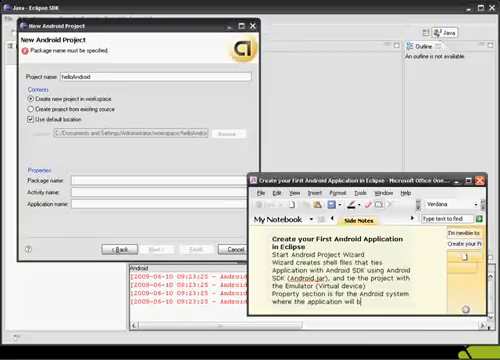 Java - Eclipse SDK
File
Java
New Android Project
New Android Project
Package name must be specified.
Project name: helloAndroid
Contents
Create new project in workspace
Create project from existing source
Use default location
C:/Documents and Settings/Administrator/workspace/helloAndro
Browse
Properties
Package name:
Activity name:
Application name:
< Back
Next >
Finish
Cancel
Outline
An outline is not available.
Android
[2009-06-10 09:23:25 - Android
[2009-06-10 09:23:25 - Android
[2009-06-10 09:23:25 - Android
[2009-06-10 09:23:25 - Android
Create your First Android Application in Eclipse - Microsoft Office One...
File Edit View Insert Format Tools Window
Back
Verdana
My Notebook
Side Notes
Type text to find
Create your First Android Application
in Eclipse
Start Android Project Wizard
Wizard creates shell files that ties
Application with Android SDK using Android
SDK (Android.jar), and tie the project with
the Emulator (Virtual device)
Property section is for the Android system
where the application will b
I'm newbie to
Create your Fi